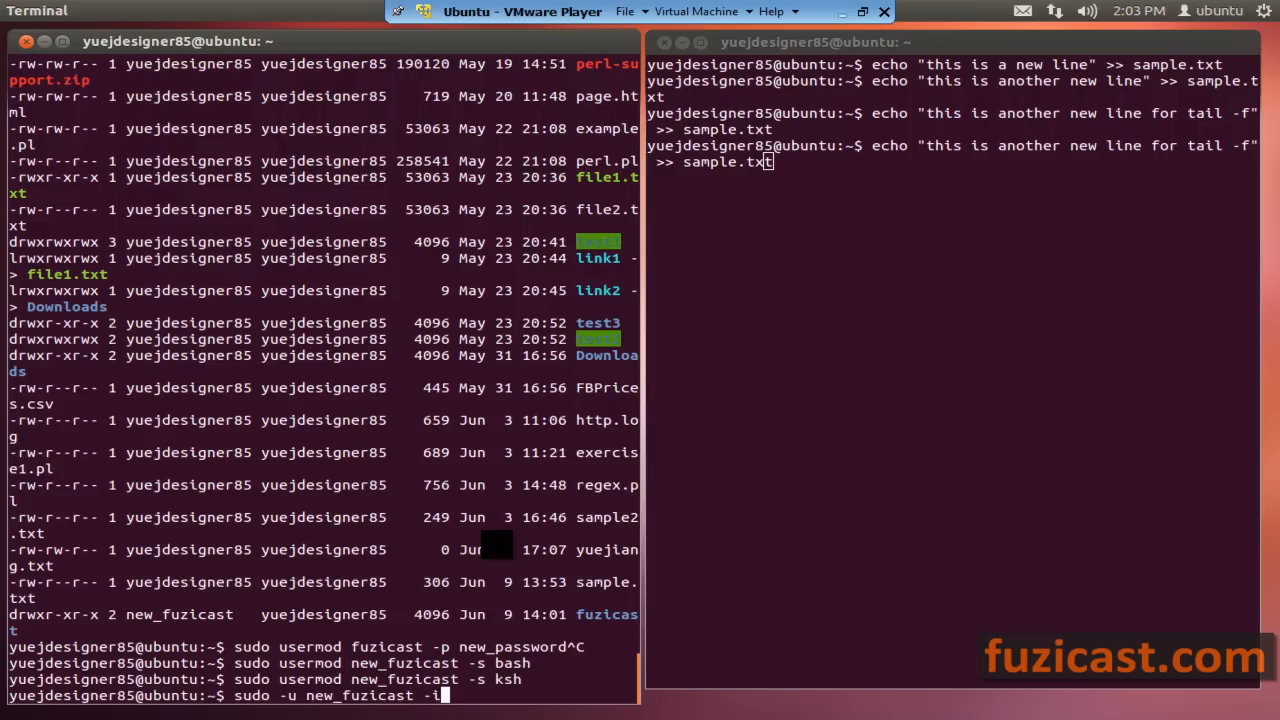 Terminal
Ubuntu - VMware Player File Virtual Machine Help
2:03 PM ubuntu
yuejdesigner85@ubuntu: ~
-rw-rw-r-- 1 yuejdesigner85 yuejdesigner85 190120 May 19 14:51 perl-su
pport.zip
-rw-rw-r-- 1 yuejdesigner85 yuejdesigner85 719 May 20 11:48 page.ht
ml
-rw-rw-r-- 1 yuejdesigner85 yuejdesigner85 53063 May 22 21:08 example
.pl
-rw-rw-r-- 1 yuejdesigner85 yuejdesigner85 258541 May 22 21:08 perl.pl
-rwxr-xr-x 1 yuejdesigner85 yuejdesigner85 53063 May 23 20:36 file1.t
xt
-rw-r--r-- 1 yuejdesigner85 yuejdesigner85 53063 May 23 20:36 file2.t
xt
drwxrwxrwx 3 yuejdesigner85 yuejdesigner85 4096 May 23 20:41
lrwxrwxrwx 1 yuejdesigner85 yuejdesigner85 9 May 23 20:44 link1 -
> file1.txt
lrwxrwxrwx 1 yuejdesigner85 yuejdesigner85 9 May 23 20:45 link2 -
> Downloads
drwxr-xr-x 2 yuejdesigner85 yuejdesigner85 4096 May 23 20:52 test3
drwxrwxrwx 2 yuejdesigner85 yuejdesigner85 4096 May 23 20:52
drwxr-xr-x 2 yuejdesigner85 yuejdesigner85 4096 May 31 16:56 Downloa
ds
-rw-r--r-- 1 yuejdesigner85 yuejdesigner85 445 May 31 16:56 FBPrice
s.csv
-rw-r--r-- 1 yuejdesigner85 yuejdesigner85 659 Jun 3 11:06 http.lo
g
-rw-r--r-- 1 yuejdesigner85 yuejdesigner85 689 Jun 3 11:21 exercis
e1.pl
-rw-r--r-- 1 yuejdesigner85 yuejdesigner85 756 Jun 3 14:48 regex.p
l
-rw-r--r-- 1 yuejdesigner85 yuejdesigner85 249 Jun 3 16:46 sample2
.txt
-rw-r--r-- 1 yuejdesigner85 yuejdesigner85 0 17:07 yuejian
g.txt
-rw-r--r-- 1 yuejdesigner85 yuejdesigner85 306 Jun 9 13:53 sample.
txt
drwxr-xr-x 2 new_fuzicast yuejdesigner85 4096 Jun 9 14:01 fuzicas
t
yuejdesigner85@ubuntu:~$ sudo usermod fuzicast -p new_password^C
yuejdesigner85@ubuntu:~$ sudo usermod new_fuzicast -s bash
yuejdesigner85@ubuntu:~$ sudo usermod new_fuzicast -s ksh
yuejdesigner85@ubuntu:~$ sudo -u new_fuzicast -i
yuejdesigner85@ubuntu: ~
yuejdesigner85@ubuntu:~$ echo "this is a new line" >> sample.txt
yuejdesigner85@ubuntu:~$ echo "this is another new line" >> sample.t
xt
yuejdesigner85@ubuntu:~$ echo "this is another new line for tail -f"
>> sample.txt
yuejdesigner85@ubuntu:~$ echo "this is another new line for tail -f"
>> sample.txt
fuzicast.com